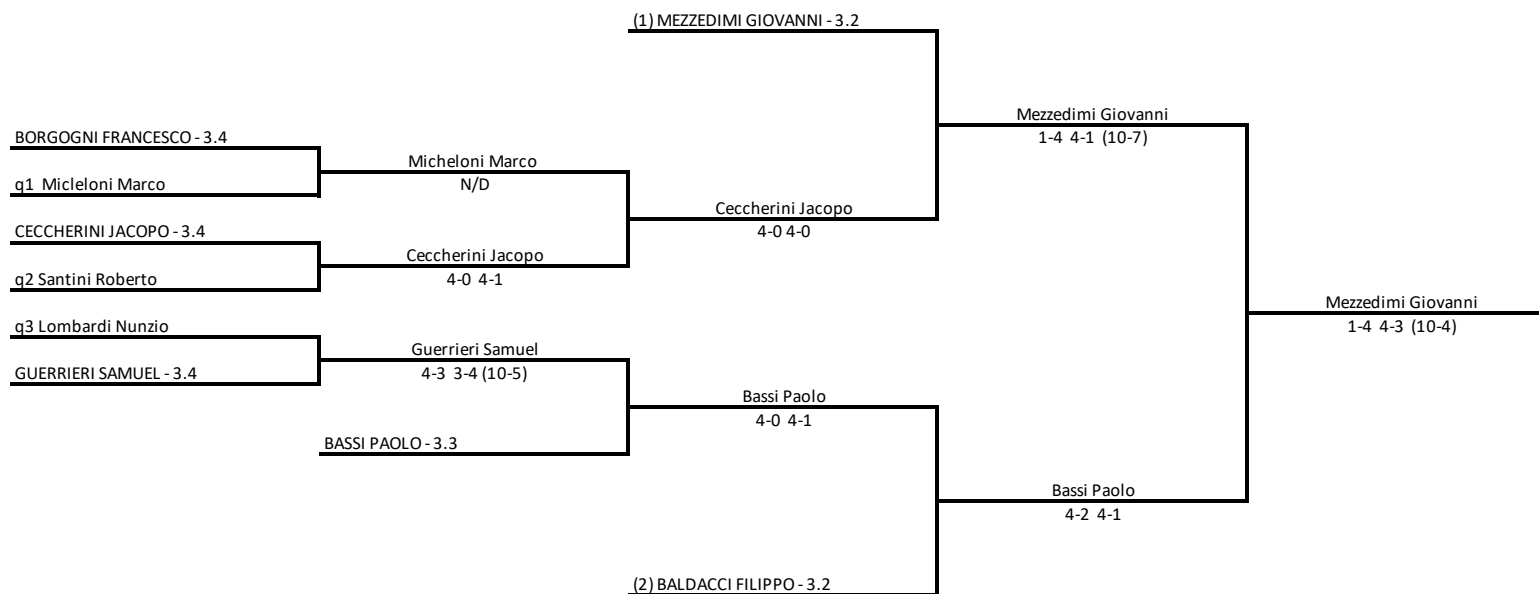 (1) MEZZEDIMI GIOVANNI - 3.2
Mezzedimi Giovanni
1-4 4-1 (10-7)
BORGOGNI FRANCESCO - 3.4
Micheloni Marco
N/D
q1 Micleloni Marco
Ceccherini Jacopo
4-0 4-0
CECCHERINI JACOPO - 3.4
Ceccherini Jacopo
4-0 4-1
q2 Santini Roberto
Mezzedimi Giovanni
1-4 4-3 (10-4)
q3 Lombardi Nunzio
Guerrieri Samuel
4-3 3-4 (10-5)
GUERRIERI SAMUEL - 3.4
Bassi Paolo
4-0 4-1
BASSI PAOLO - 3.3
Bassi Paolo
4-2 4-1
(2) BALDACCI FILIPPO - 3.2